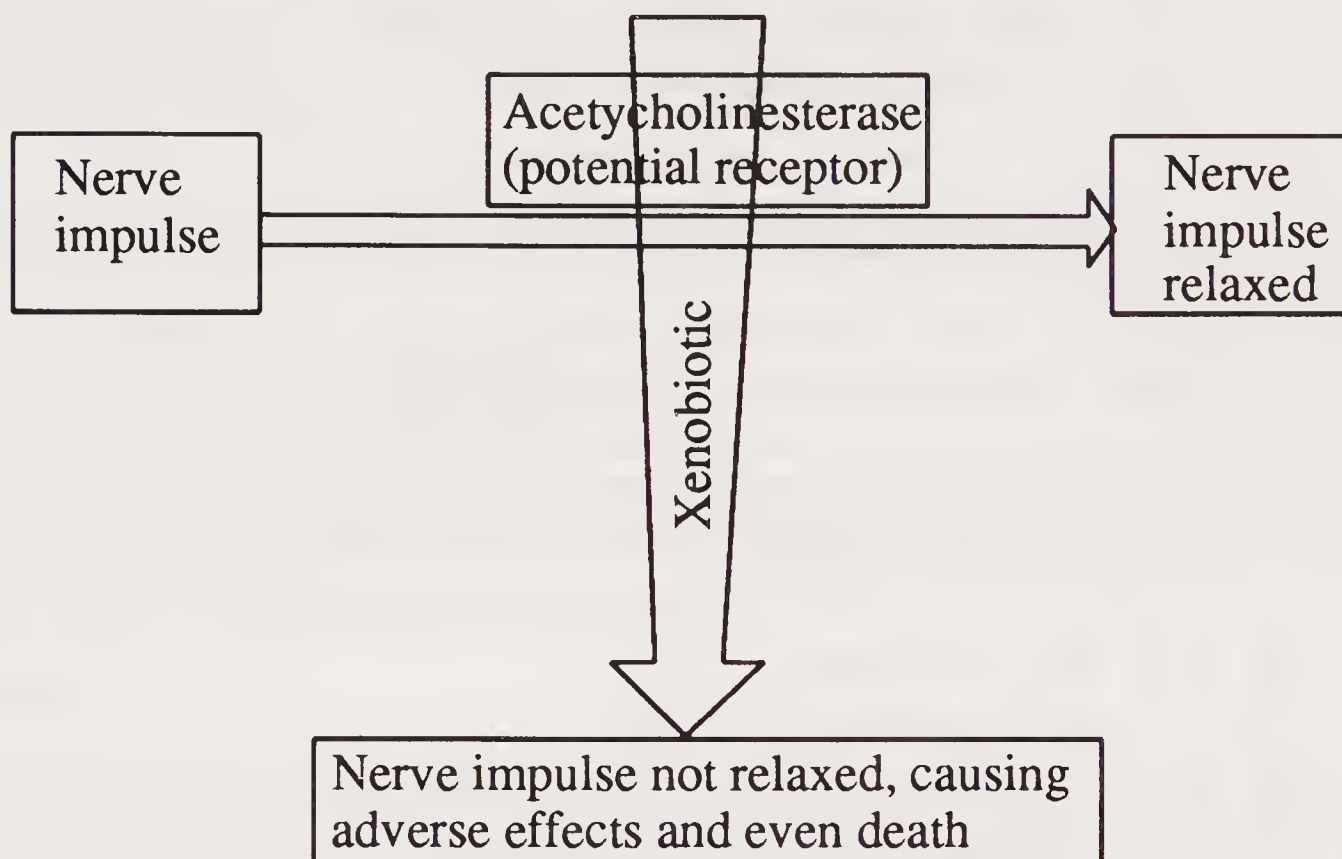 Acetycholinesterase
(potential receptor)
Nerve
impulse
Nerve
impulse
relaxed
Xenobiotic
Nerve impulse not relaxed, causing
adverse effects and even death